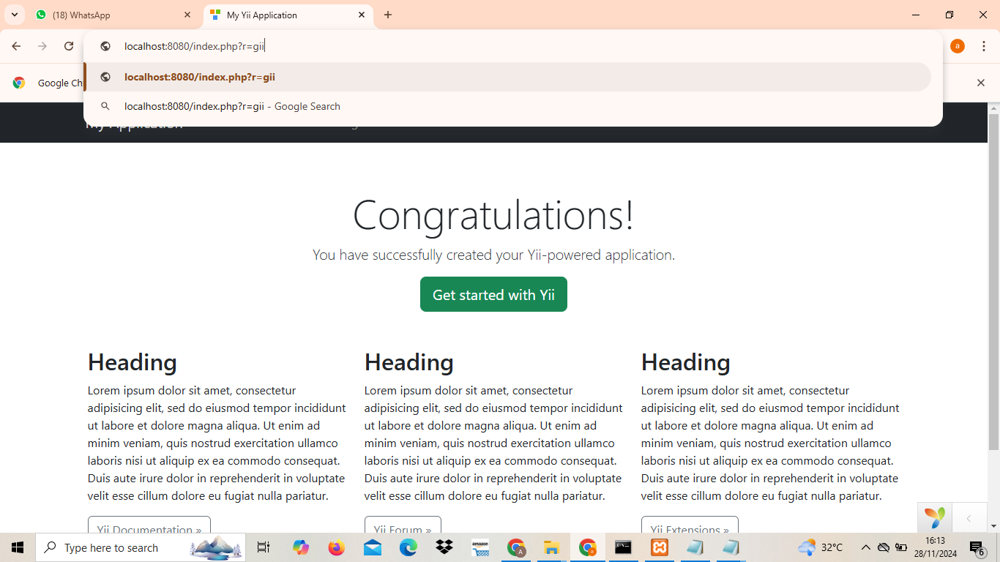 (18) WhatsApp
My Yii Application
localhost:8080/index.php?r=gii
a
localhost:8080/index.php?r=gii
Google Ch
localhost:8080/index.php?r=gii - Google Search
My Application
Congratulations!
You have successfully created your Yii-powered application.
Get started with Yii
Heading
Lorem ipsum dolor sit amet, consectetur
adipisicing elit, sed do eiusmod tempor incididunt
ut labore et dolore magna aliqua. Ut enim ad
minim veniam, quis nostrud exercitation ullamco
laboris nisi ut aliquip ex ea commodo consequat.
Duis aute irure dolor in reprehenderit in voluptate
velit esse cillum dolore eu fugiat nulla pariatur.
Yii Documentation »
Heading
Lorem ipsum dolor sit amet, consectetur
adipisicing elit, sed do eiusmod tempor incididunt
ut labore et dolore magna aliqua. Ut enim ad
minim veniam, quis nostrud exercitation ullamco
laboris nisi ut aliquip ex ea commodo consequat.
Duis aute irure dolor in reprehenderit in voluptate
velit esse cillum dolore eu fugiat nulla pariatur.
Yii Forum »
Heading
Lorem ipsum dolor sit amet, consectetur
adipisicing elit, sed do eiusmod tempor incididunt
ut labore et dolore magna aliqua. Ut enim ad
minim veniam, quis nostrud exercitation ullamco
laboris nisi ut aliquip ex ea commodo consequat.
Duis aute irure dolor in reprehenderit in voluptate
velit esse cillum dolore eu fugiat nulla pariatur.
Yii Extensions »
Type here to search
amazon
A
32°C
16:13
28/11/2024
6